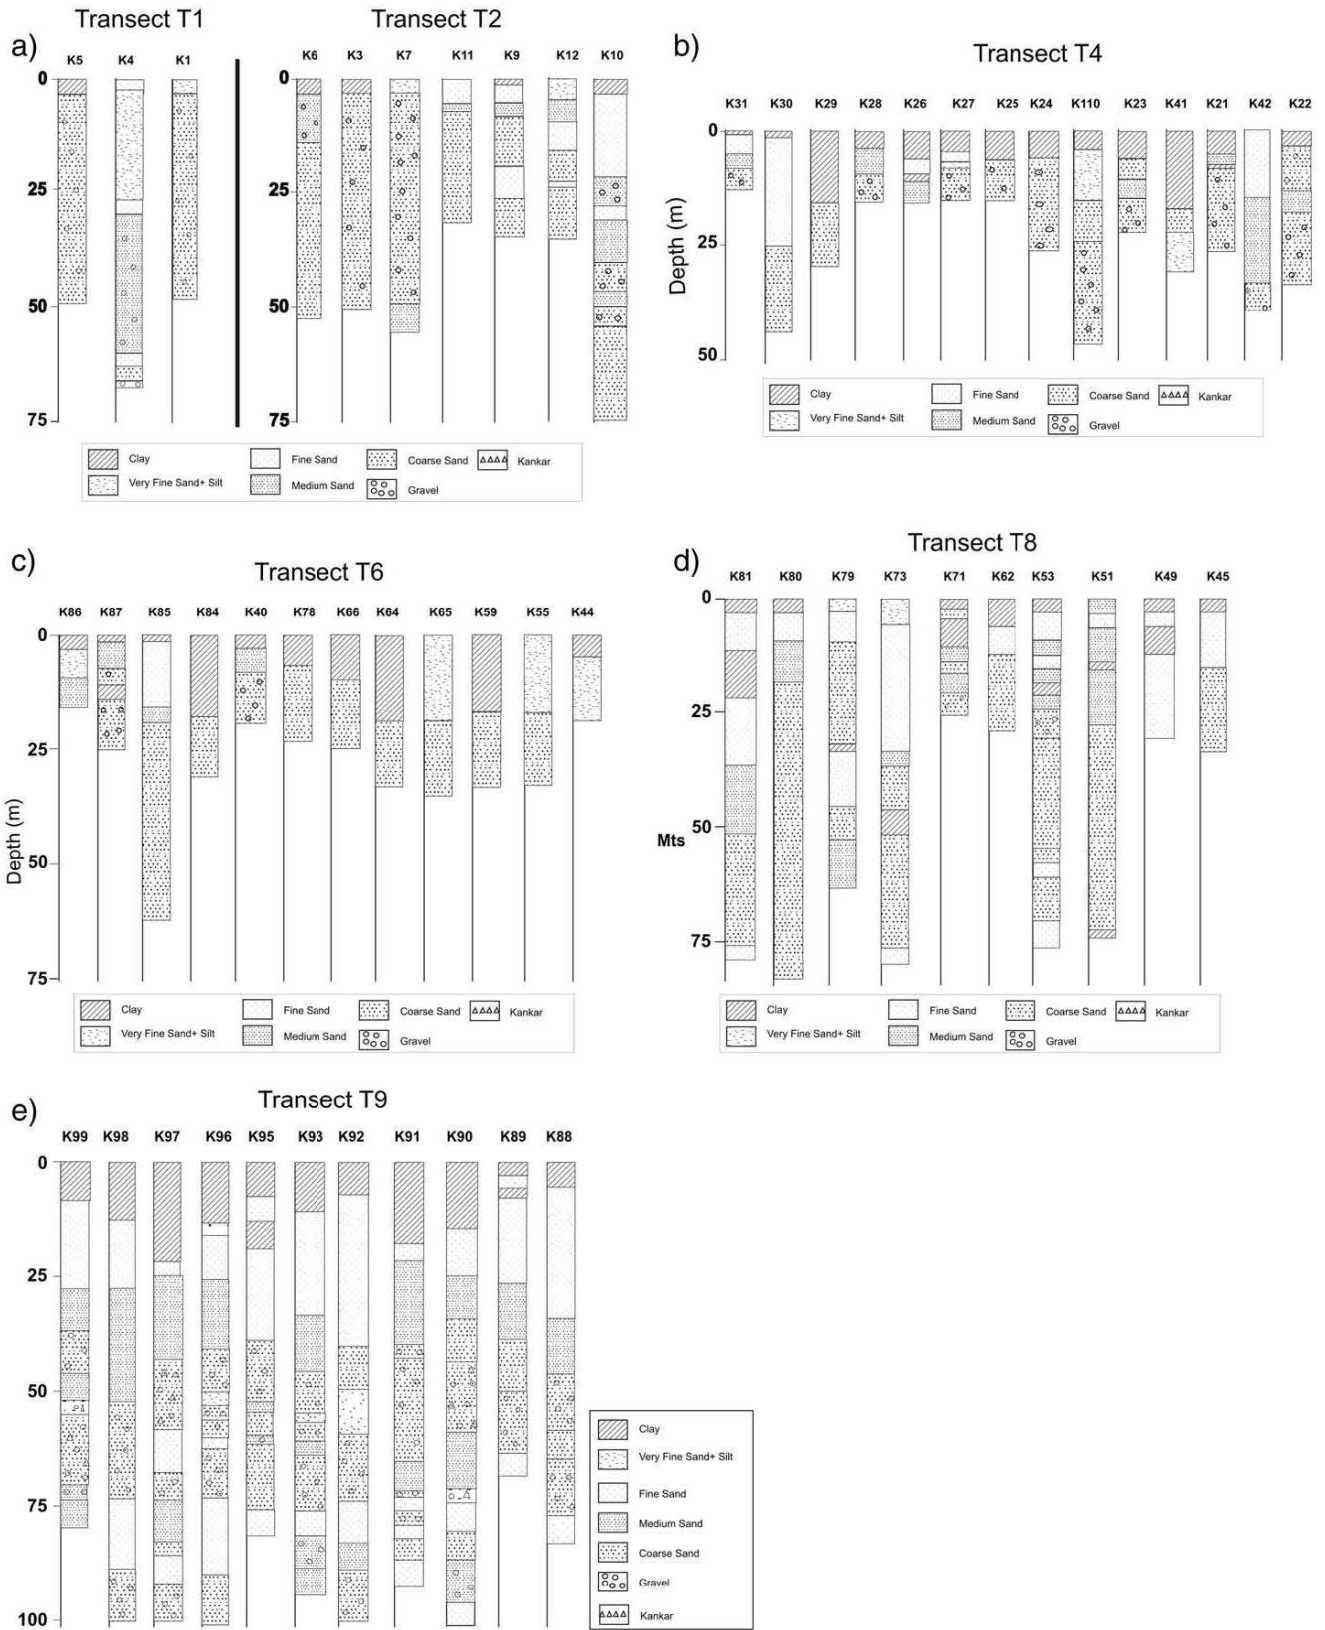 a)
Transect T1
Transect T2
K5 K4 K1 K6 K3 K7 K11 K9 K12 K10
0
25
50
75
0
25
50
75
Clay
Fine Sand
Coarse Sand
Kankar
Very Fine Sand+ Silt
Medium Sand
Gravel
b)
Transect T4
K31 K30 K29 K28 K26 K27 K25 K24 K110 K23 K41 K21 K42 K22
0
25
50
Depth (m)
Clay
Fine Sand
Coarse Sand
Kankar
Very Fine Sand+ Silt
Medium Sand
Gravel
c)
Transect T6
K86 K87 K85 K84 K40 K78 K66 K64 K65 K59 K55 K44
0
25
50
75
Depth (m)
Clay
Fine Sand
Coarse Sand
Kankar
Very Fine Sand+ Silt
Medium Sand
Gravel
d)
Transect T8
K81 K80 K79 K73 K71 K62 K53 K51 K49 K45
0
25
50
Mts
75
Clay
Fine Sand
Coarse Sand
Kankar
Very Fine Sand+ Silt
Medium Sand
Gravel
e)
Transect T9
K99 K98 K97 K96 K95 K93 K92 K91 K90 K89 K88
0
25
50
75
100
Clay
Very Fine Sand+ Silt
Fine Sand
Medium Sand
Coarse Sand
Gravel
Kankar